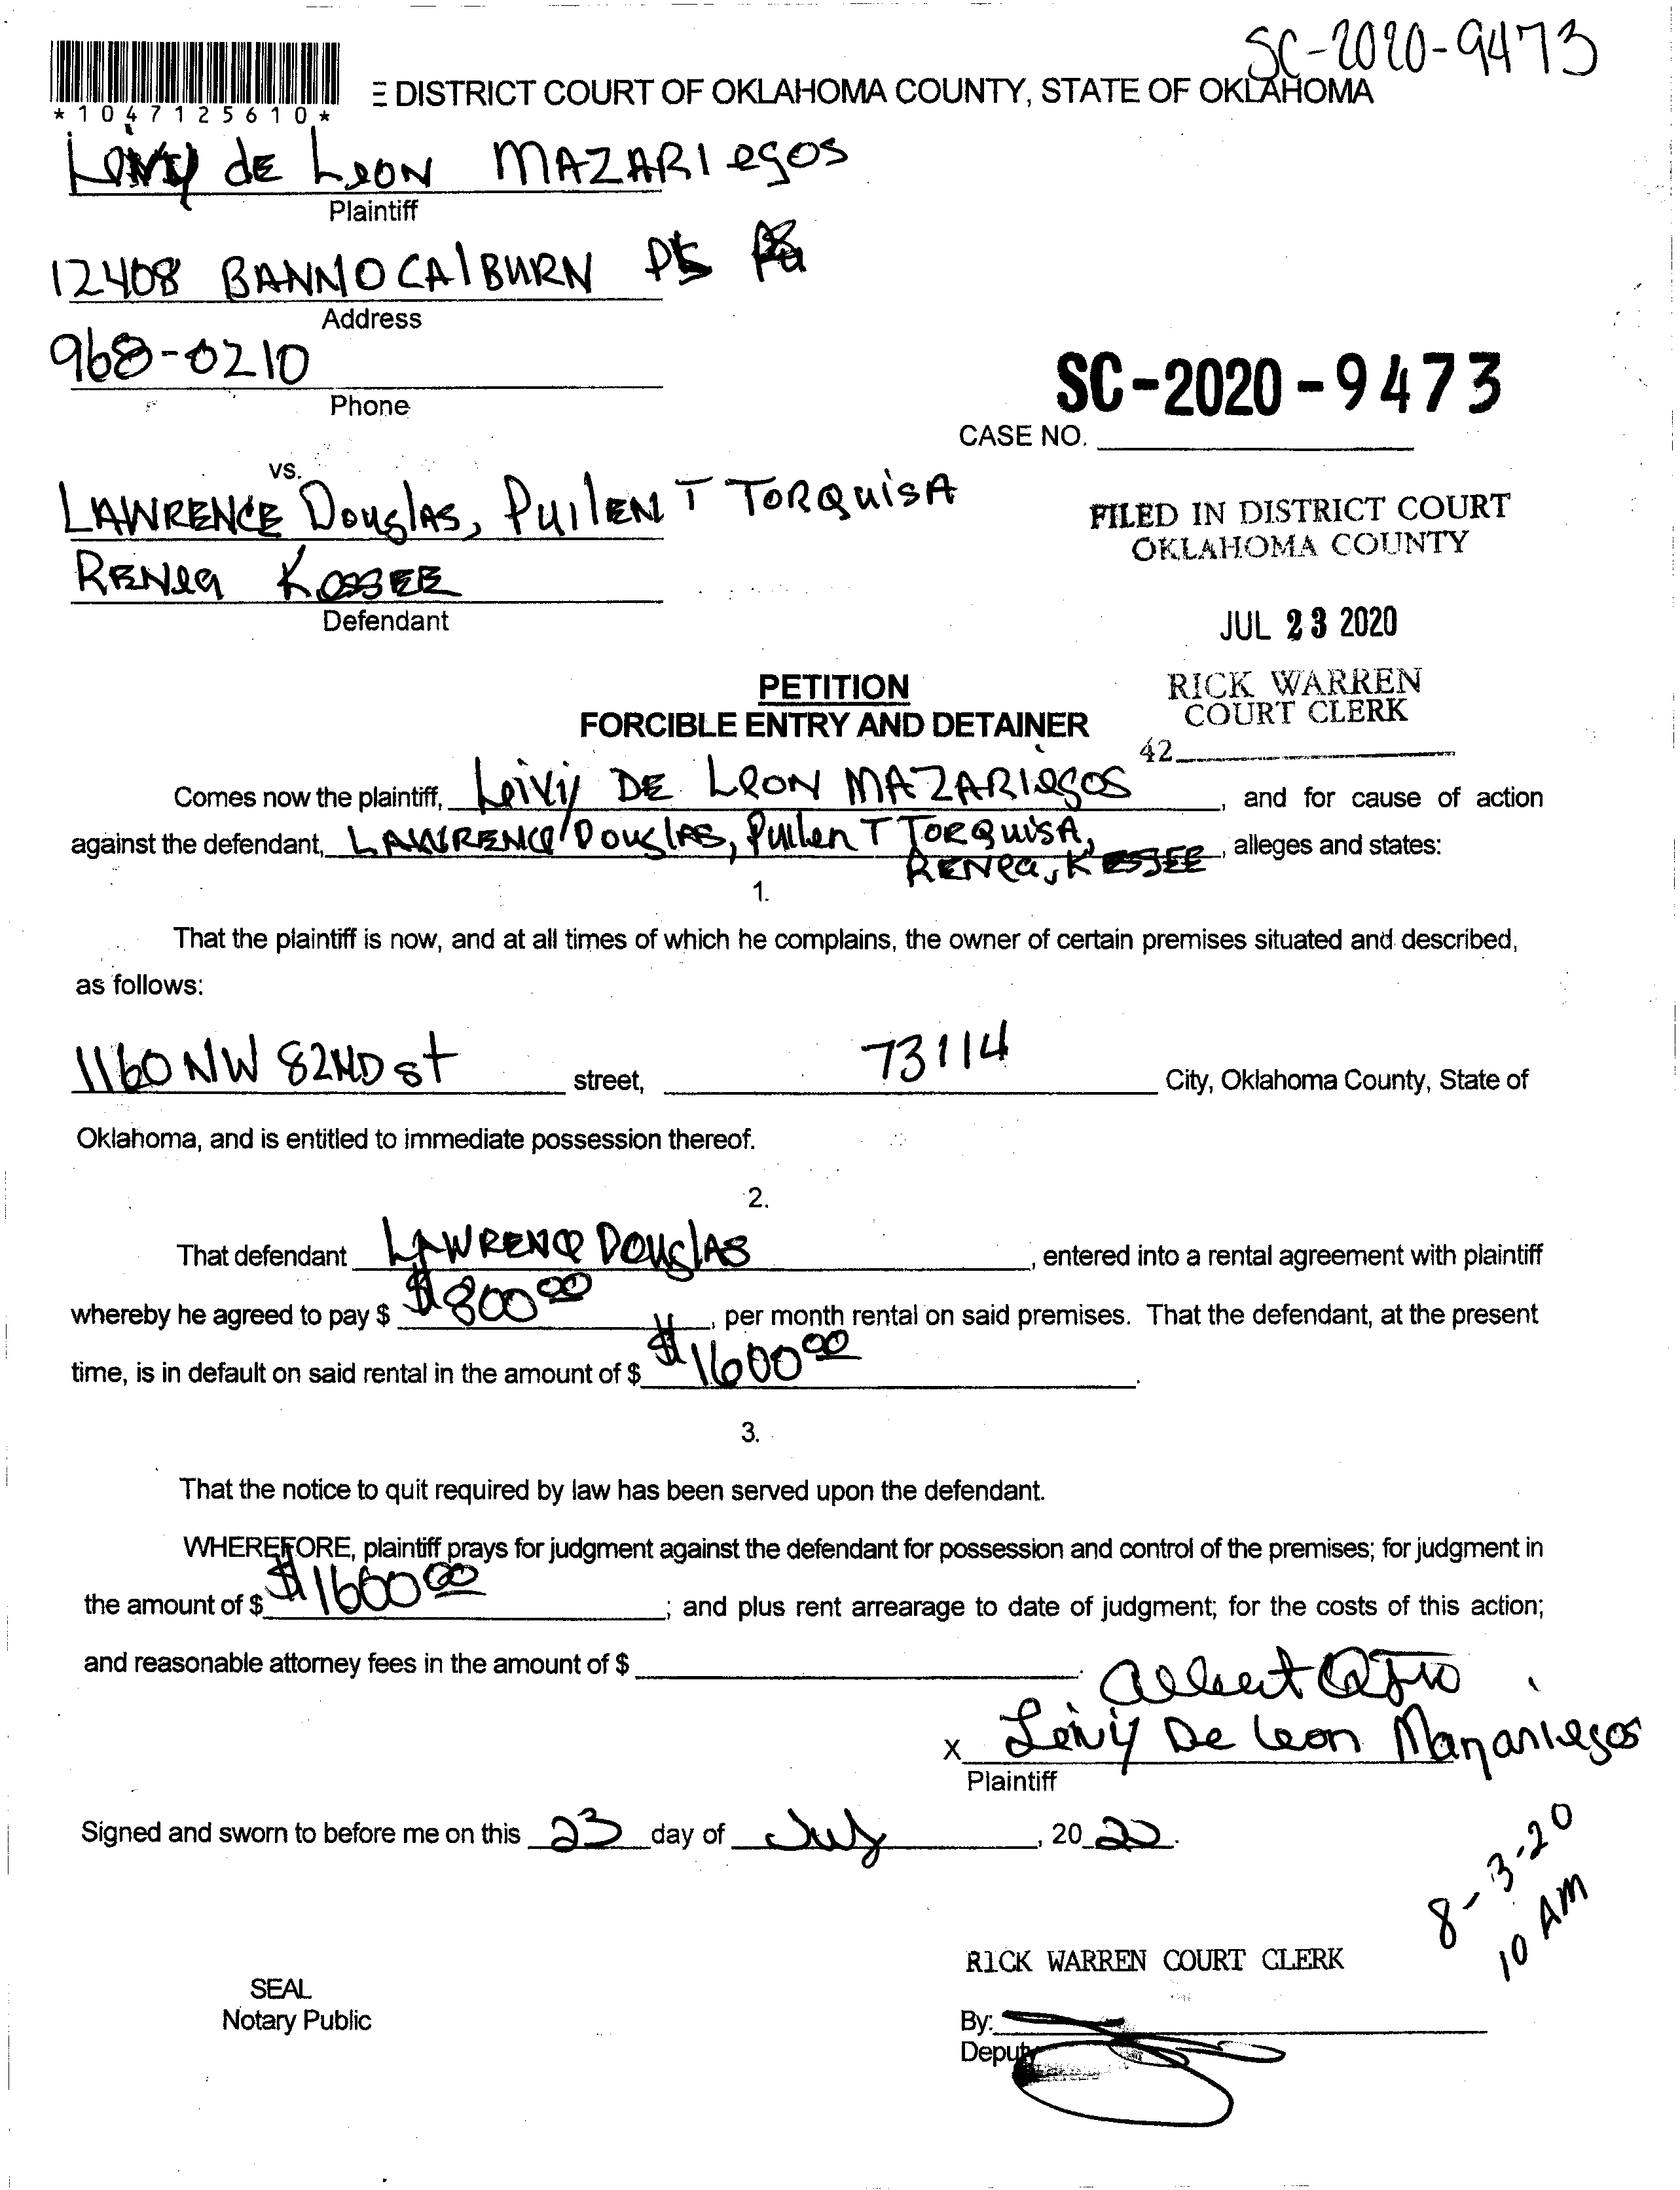 SC-2020-9473
E DISTRICT COURT OF OKLAHOMA COUNTY, STATE OF OKLAHOMA
*1047125610*
Leivy de Leon MAZARIegos
Plaintiff
12408 BANNOCAlBURN
Address
968-0210
Phone
SC-2020-9473
CASE NO.
vs.
LAWRENCE Douglas, PullEN T TORQuisA
RENea KessEE
Defendant
FILED IN DISTRICT COURT
OKLAHOMA COUNTY
JUL 23 2020
RICK WARREN
COURT CLERK
42
PETITION
FORCIBLE ENTRY AND DETAINER
Comes now the plaintiff, Leivy DE LEON MAZARIegos, and for cause of action
against the defendant, LAWRENCe Douglas, Pullen T TORQuisA, alleges and states:
RENea, KESSEE
1.
That the plaintiff is now, and at all times of which he complains, the owner of certain premises situated and described,
as follows:
1160 NW 82ND st street, 73114 City, Oklahoma County, State of
Oklahoma, and is entitled to immediate possession thereof.
2.
That defendant LAWRENCe DouglAS, entered into a rental agreement with plaintiff
whereby he agreed to pay $ $800.00, per month rental on said premises. That the defendant, at the present
time, is in default on said rental in the amount of $ $1600.00.
3.
That the notice to quit required by law has been served upon the defendant.
WHEREFORE, plaintiff prays for judgment against the defendant for possession and control of the premises; for judgment in
the amount of $ $1600.00; and plus rent arrearage to date of judgment; for the costs of this action;
and reasonable attorney fees in the amount of $.
Albert
X Leivy De leon Mazariegos
Plaintiff
Signed and sworn to before me on this 23 day of July, 2020.
8-3-20
10 AM
RICK WARREN COURT CLERK
SEAL
Notary Public
By:
Deputy